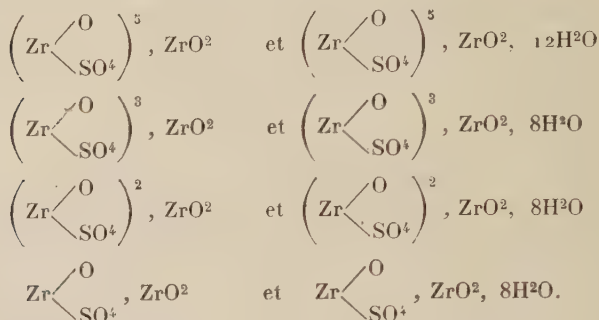 (Zr O SO⁴)⁵, ZrO² et (Zr O SO⁴)⁵, ZrO², 12H²O
(Zr O SO⁴)³, ZrO² et (Zr O SO⁴)³, ZrO², 8H²O
(Zr O SO⁴)², ZrO² et (Zr O SO⁴)², ZrO², 8H²O
Zr O SO⁴, ZrO² et Zr O SO⁴, ZrO², 8H²O.